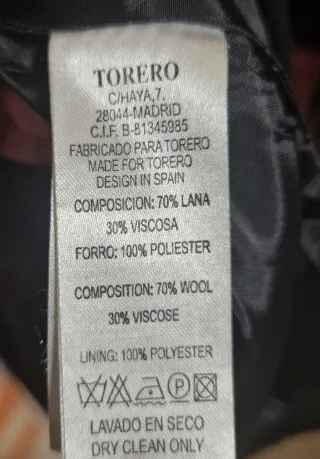 TORERO
C/HAYA,7.
28044-MADRID
C.I.F. B-81345985
FABRICADO PARA TORERO
MADE FOR TORERO
DESIGN IN SPAIN
COMPOSICION: 70% LANA
30% VISCOSA
FORRO: 100% POLIESTER
COMPOSITION: 70% WOOL
30% VISCOSE
LINING: 100% POLYESTER
LAVADO EN SECO
DRY CLEAN ONLY